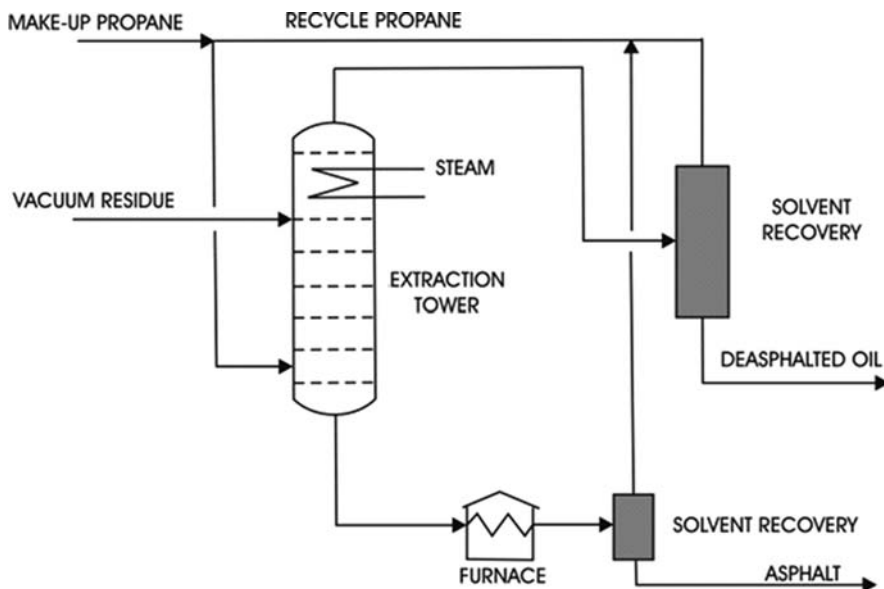 MAKE-UP PROPANE
RECYCLE PROPANE
STEAM
VACUUM RESIDUE
SOLVENT
RECOVERY
EXTRACTION
TOWER
DEASPHALTED OIL
SOLVENT RECOVERY
FURNACE
ASPHALT